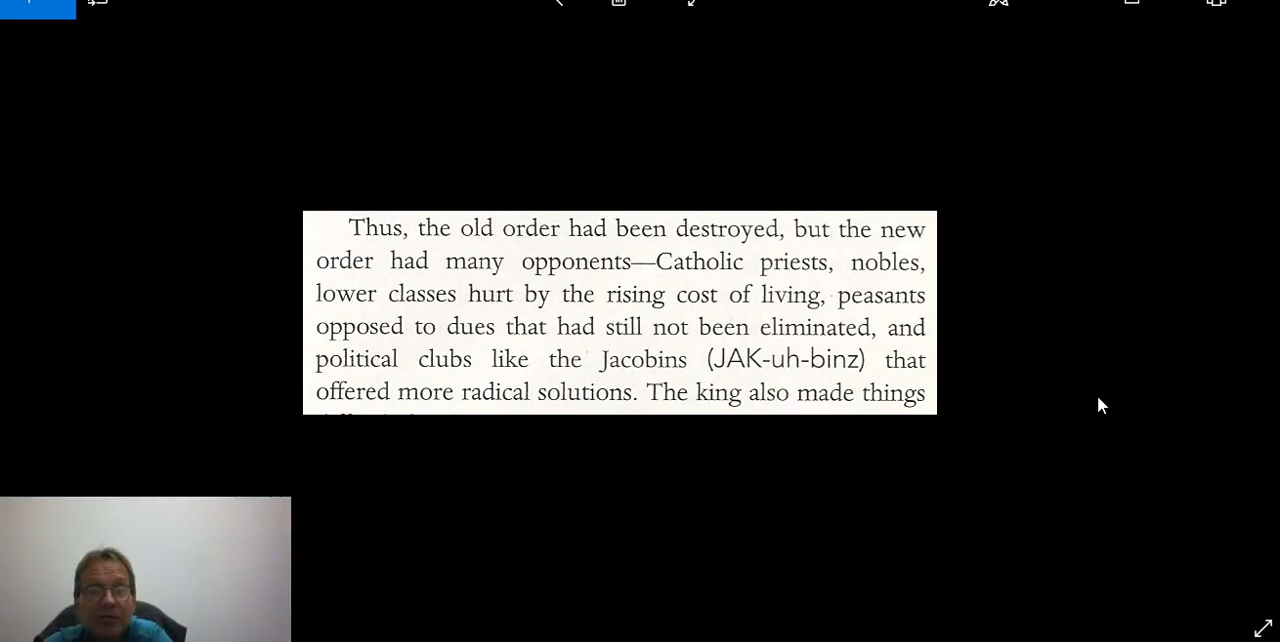 Thus, the old order had been destroyed, but the new
order had many opponents—Catholic priests, nobles,
lower classes hurt by the rising cost of living, peasants
opposed to dues that had still not been eliminated, and
political clubs like the Jacobins (JAK-uh-binz) that
offered more radical solutions. The king also made things